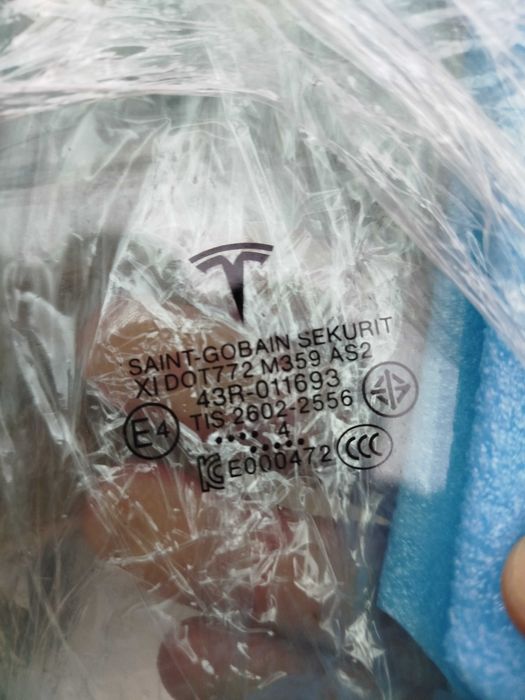 SAINT-GOBAIN SEKURIT
XI DOT772 M359 AS2
43R-011693
TIS 2602-2556
E4
.... 4
.......
E000472
CCC